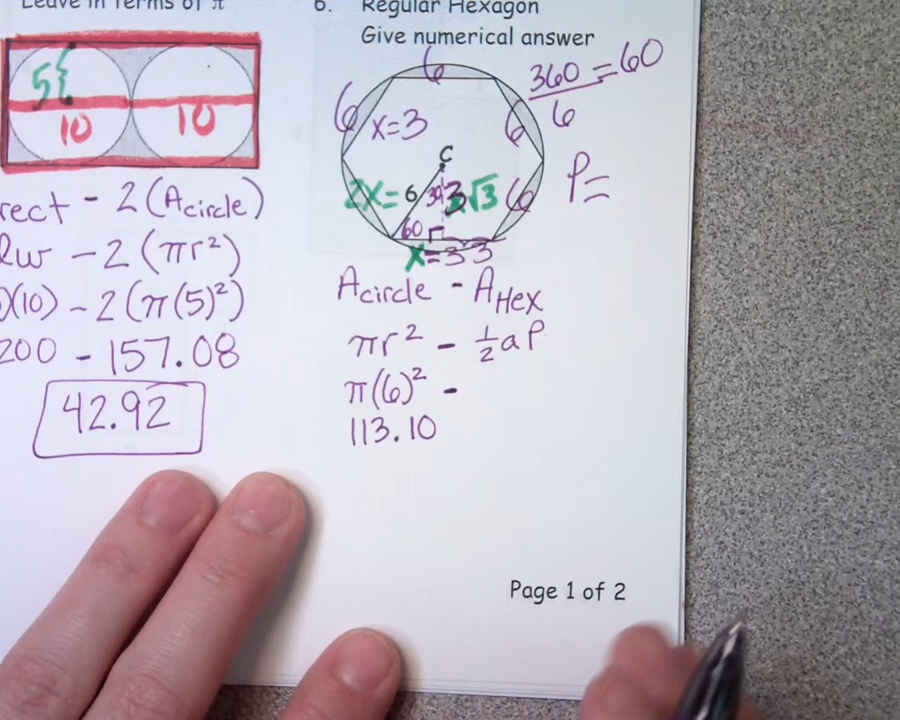 Leave in Terms of π
5{
10
10
rect - 2(Acircle)
lw - 2(πr²)
(10) - 2(π(5)²)
200 - 157.08
42.92
6. Regular Hexagon
Give numerical answer
6
6
6
6
x=3
C
2x=6
30
3√3
60
x=3
3
360/6 = 60
P=
Acircle - AHex
πr² - ½aP
π(6)² -
113.10
Page 1 of 2